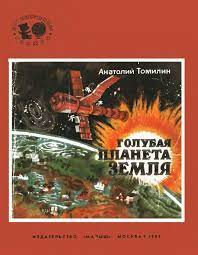 Анатолий Томилин
ГОЛУБАЯ
ПЛАНЕТА
ЗЕМЛЯ
ИЗДАТЕЛЬСТВО «МАЛЫШ» МОСКВА